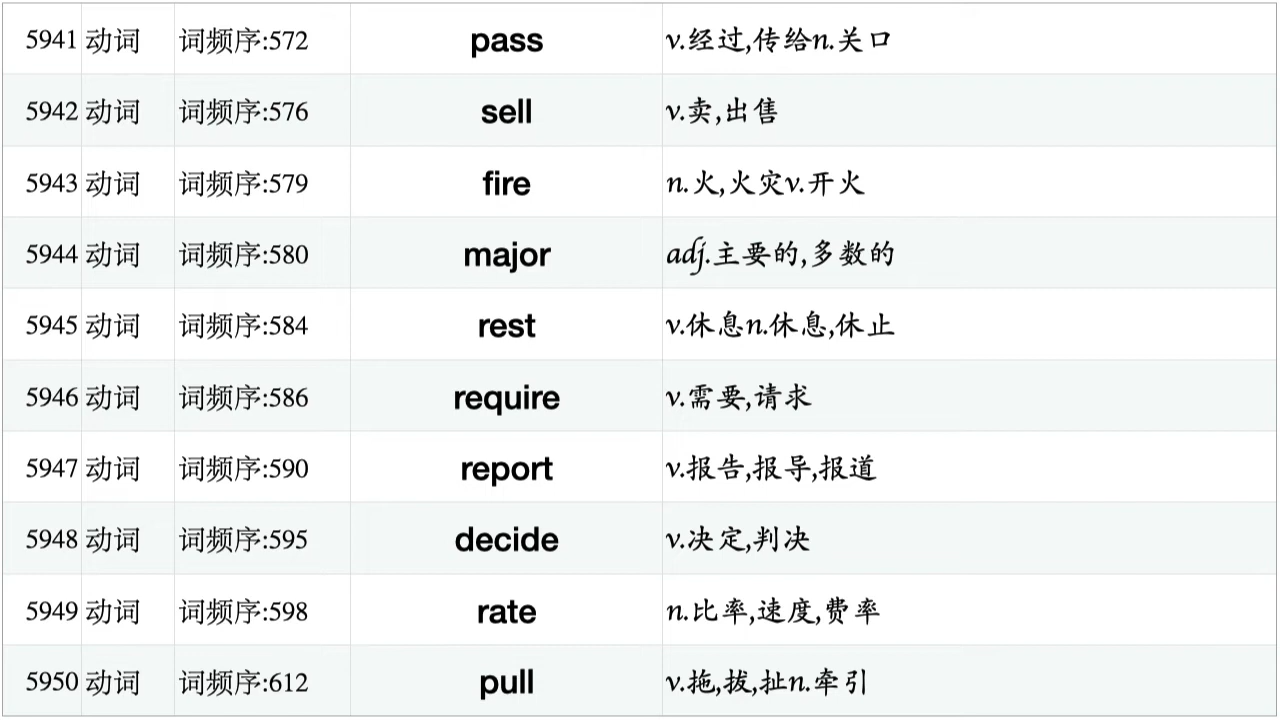 5941 动词 词频序:572 pass v.经过,传给n.关口
5942 动词 词频序:576 sell v.卖,出售
5943 动词 词频序:579 fire n.火,火灾v.开火
5944 动词 词频序:580 major adj.主要的,多数的
5945 动词 词频序:584 rest v.休息n.休息,休止
5946 动词 词频序:586 require v.需要,请求
5947 动词 词频序:590 report v.报告,报导,报道
5948 动词 词频序:595 decide v.决定,判决
5949 动词 词频序:598 rate n.比率,速度,费率
5950 动词 词频序:612 pull v.拖,拔,扯n.牵引